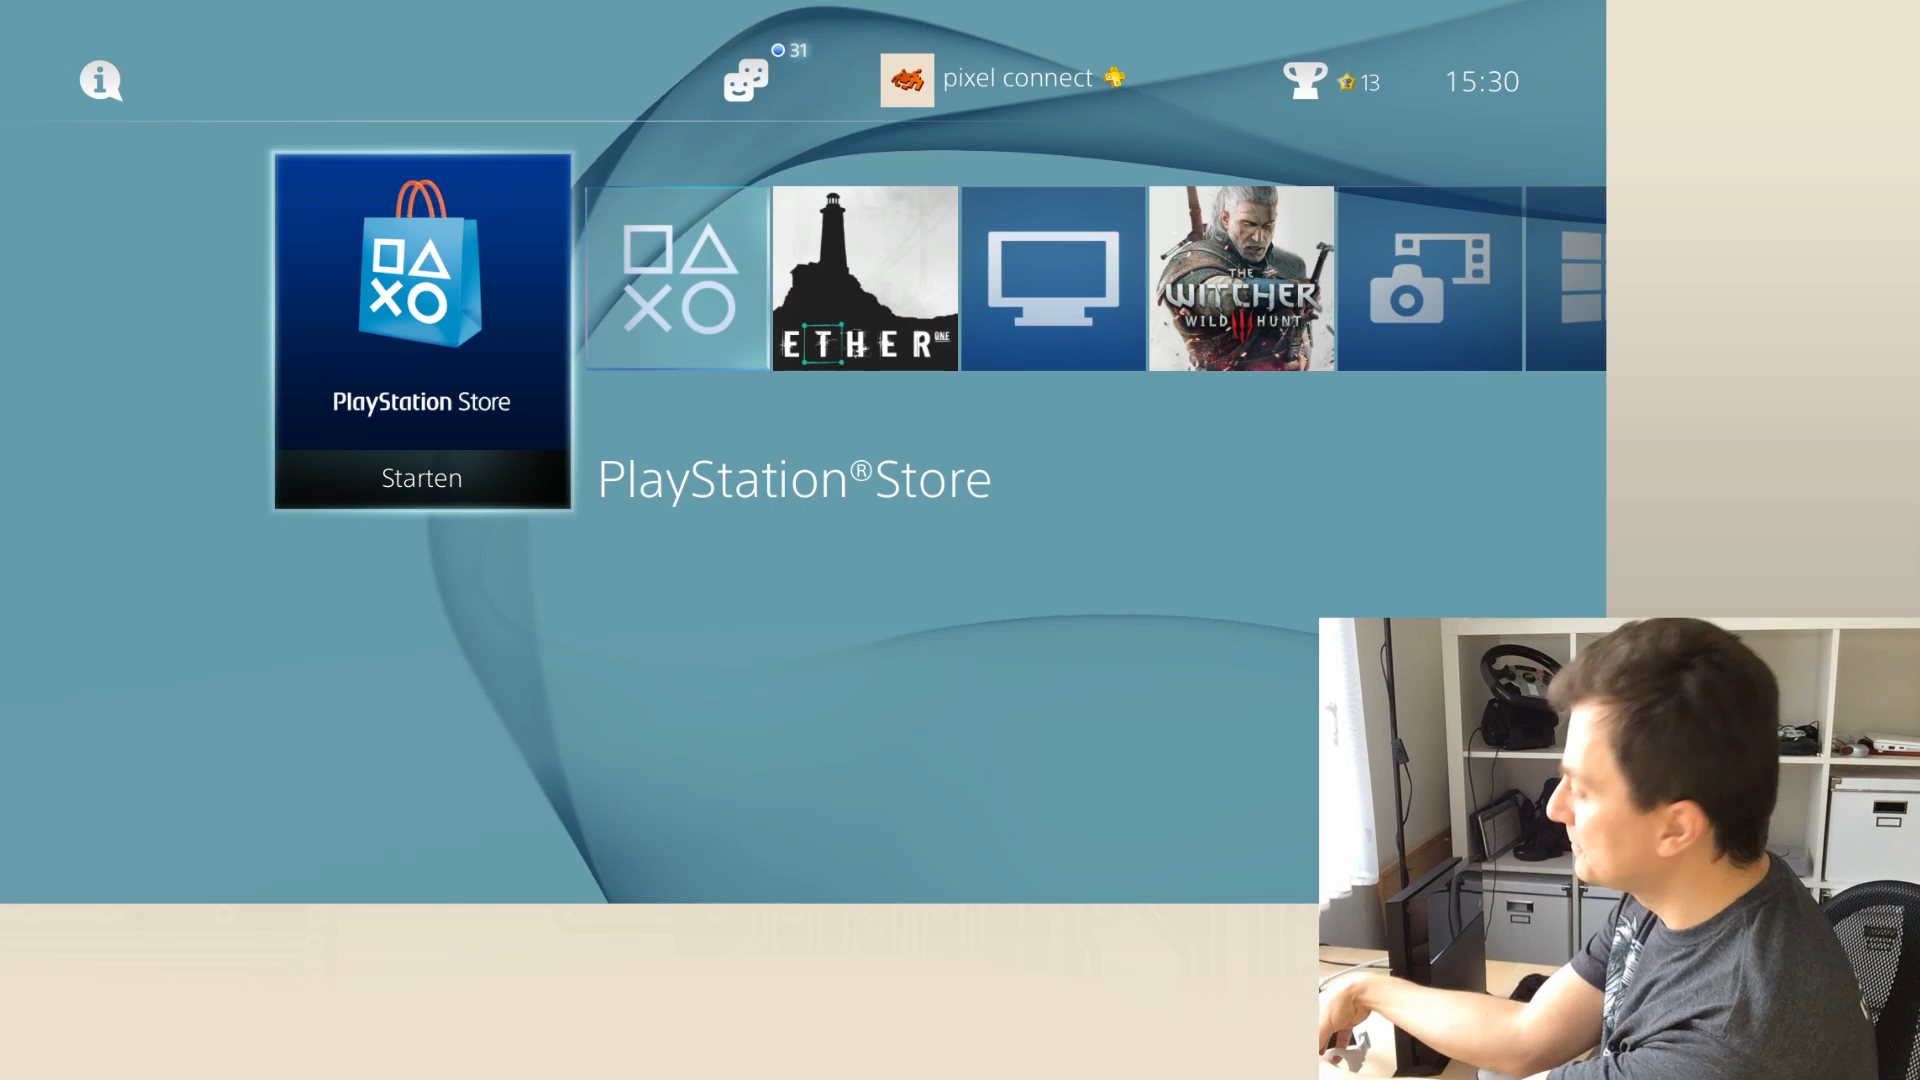 31
pixel connect
13
15:30
PlayStation Store
Starten
ETHER ONE
THE
WITCHER
WILD HUNT
PlayStation®Store